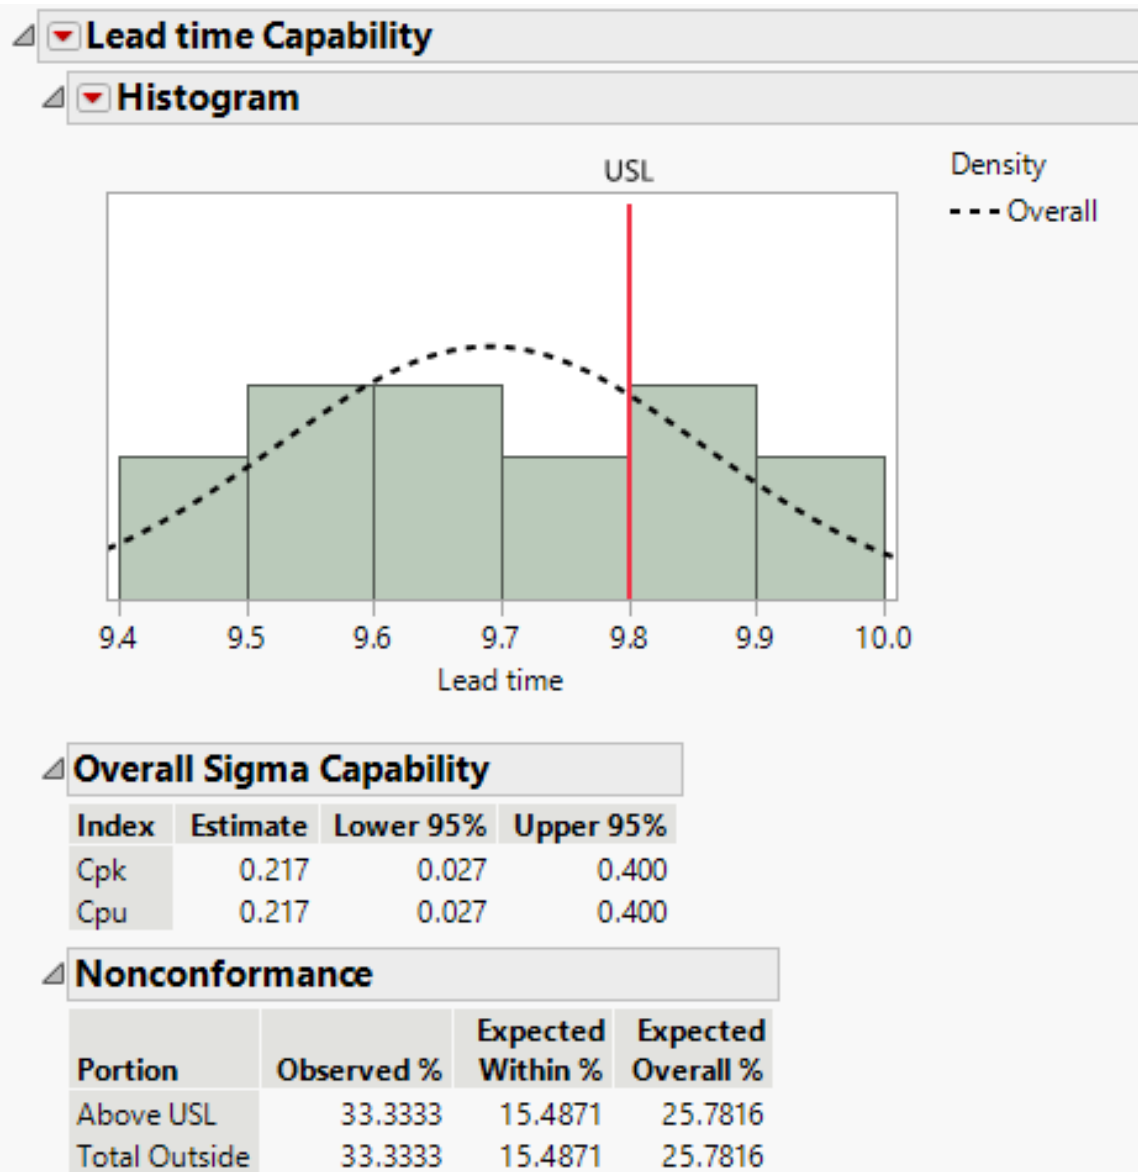 Lead time Capability
Histogram
USL
Density
Overall
9.4 9.5 9.6 9.7 9.8 9.9 10.0
Lead time
Overall Sigma Capability
Index Estimate Lower 95% Upper 95%
Cpk 0.217 0.027 0.400
Cpu 0.217 0.027 0.400
Nonconformance
Expected Expected
Portion Observed % Within % Overall %
Above USL 33.3333 15.4871 25.7816
Total Outside 33.3333 15.4871 25.7816